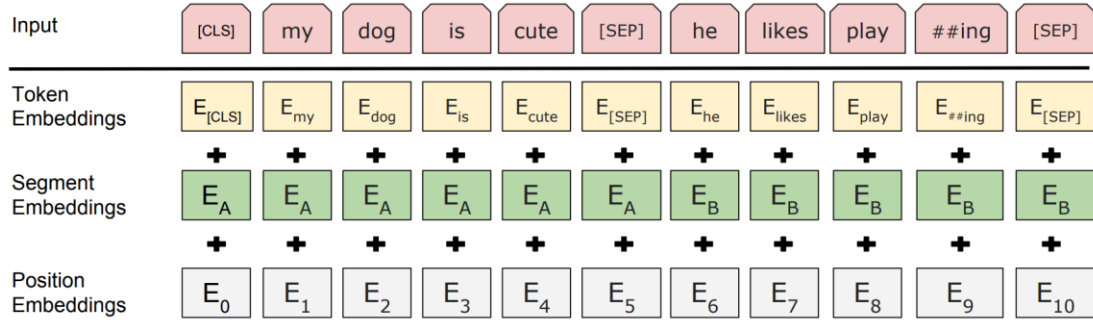 Input [CLS] my dog is cute [SEP] he likes play ##ing [SEP]
Token Embeddings E[CLS] Emy Edog Eis Ecute E[SEP] Ehe Elikes Eplay E##ing E[SEP]
+ + + + + + + + + + +
Segment Embeddings EA EA EA EA EA EA EB EB EB EB EB
+ + + + + + + + + + +
Position Embeddings E0 E1 E2 E3 E4 E5 E6 E7 E8 E9 E10